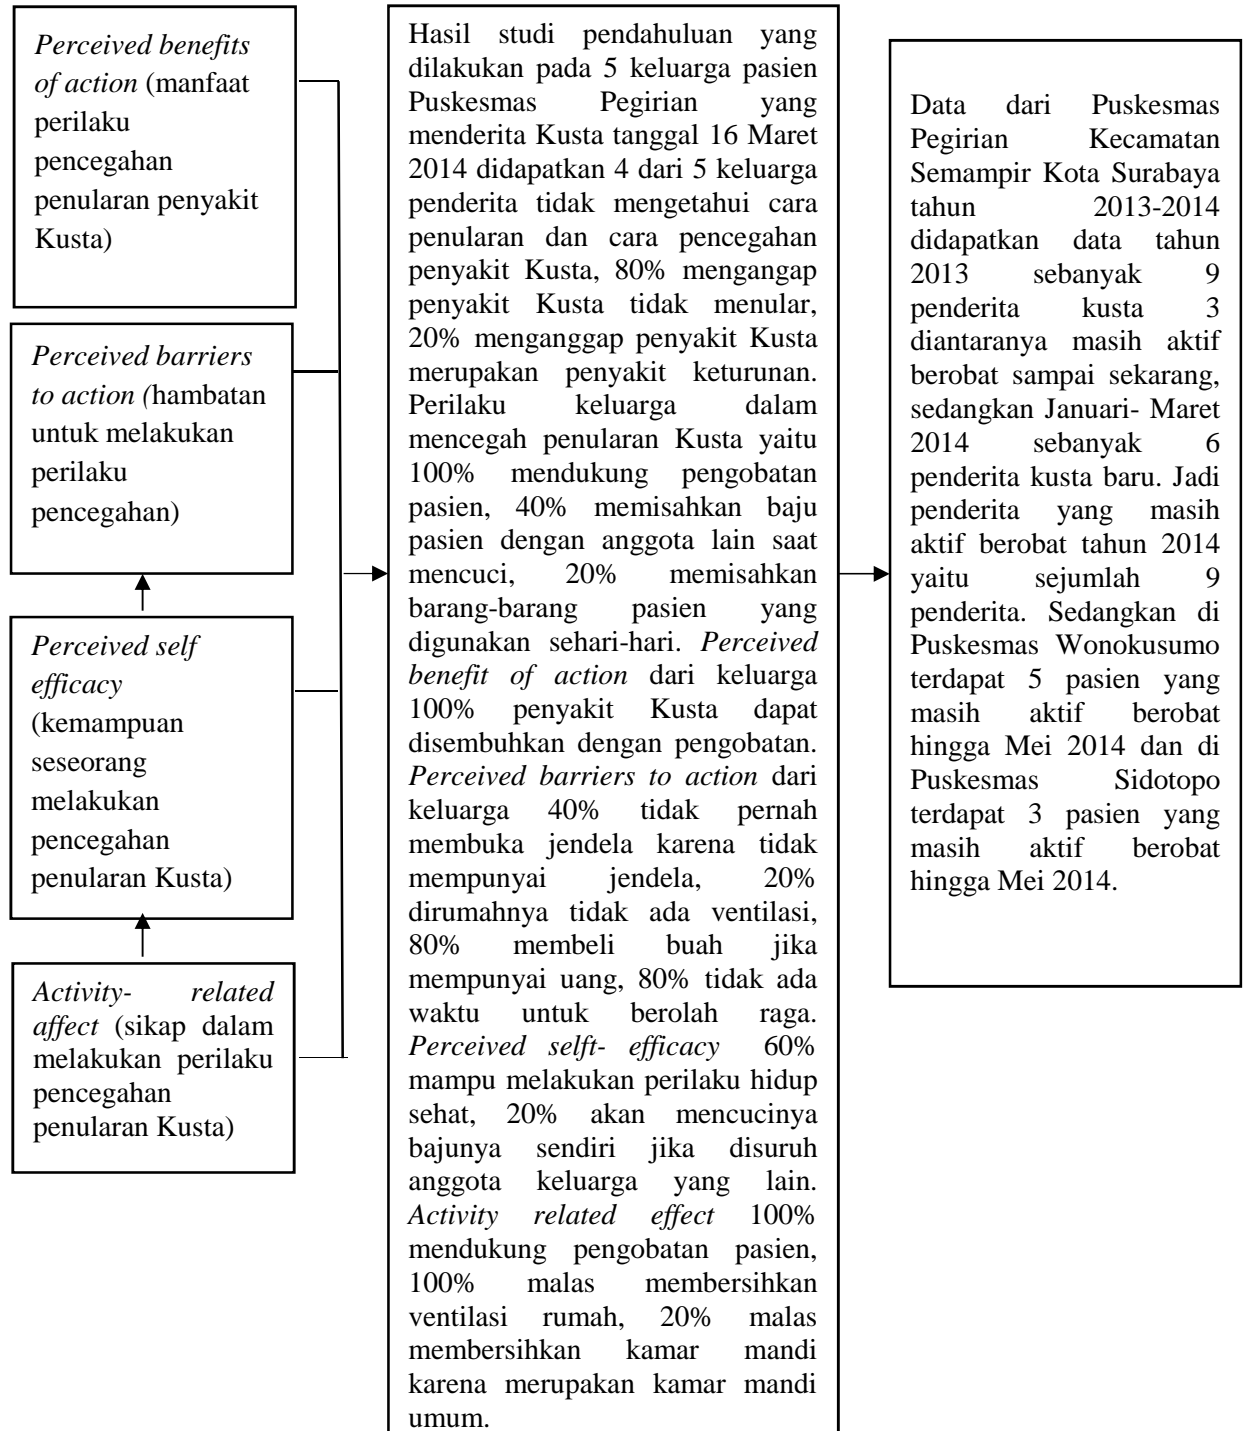 Perceived benefits
of action (manfaat
perilaku
pencegahan
penularan penyakit
Kusta)
Perceived barriers
to action (hambatan
untuk melakukan
perilaku
pencegahan)
Perceived self
efficacy
(kemampuan
seseorang
melakukan
pencegahan
penularan Kusta)
Activity- related
affect (sikap dalam
melakukan perilaku
pencegahan
penularan Kusta)
Hasil studi pendahuluan yang
dilakukan pada 5 keluarga pasien
Puskesmas Pegirian yang
menderita Kusta tanggal 16 Maret
2014 didapatkan 4 dari 5 keluarga
penderita tidak mengetahui cara
penularan dan cara pencegahan
penyakit Kusta, 80% mengangap
penyakit Kusta tidak menular,
20% menganggap penyakit Kusta
merupakan penyakit keturunan.
Perilaku keluarga dalam
mencegah penularan Kusta yaitu
100% mendukung pengobatan
pasien, 40% memisahkan baju
pasien dengan anggota lain saat
mencuci, 20% memisahkan
barang-barang pasien yang
digunakan sehari-hari. Perceived
benefit of action dari keluarga
100% penyakit Kusta dapat
disembuhkan dengan pengobatan.
Perceived barriers to action dari
keluarga 40% tidak pernah
membuka jendela karena tidak
mempunyai jendela, 20%
dirumahnya tidak ada ventilasi,
80% membeli buah jika
mempunyai uang, 80% tidak ada
waktu untuk berolah raga.
Perceived selft- efficacy 60%
mampu melakukan perilaku hidup
sehat, 20% akan mencucinya
bajunya sendiri jika disuruh
anggota keluarga yang lain.
Activity related effect 100%
mendukung pengobatan pasien,
100% malas membersihkan
ventilasi rumah, 20% malas
membersihkan kamar mandi
karena merupakan kamar mandi
umum.
Data dari Puskesmas
Pegirian Kecamatan
Semampir Kota Surabaya
tahun 2013-2014
didapatkan data tahun
2013 sebanyak 9
penderita kusta 3
diantaranya masih aktif
berobat sampai sekarang,
sedangkan Januari- Maret
2014 sebanyak 6
penderita kusta baru. Jadi
penderita yang masih
aktif berobat tahun 2014
yaitu sejumlah 9
penderita. Sedangkan di
Puskesmas Wonokusumo
terdapat 5 pasien yang
masih aktif berobat
hingga Mei 2014 dan di
Puskesmas Sidotopo
terdapat 3 pasien yang
masih aktif berobat
hingga Mei 2014.